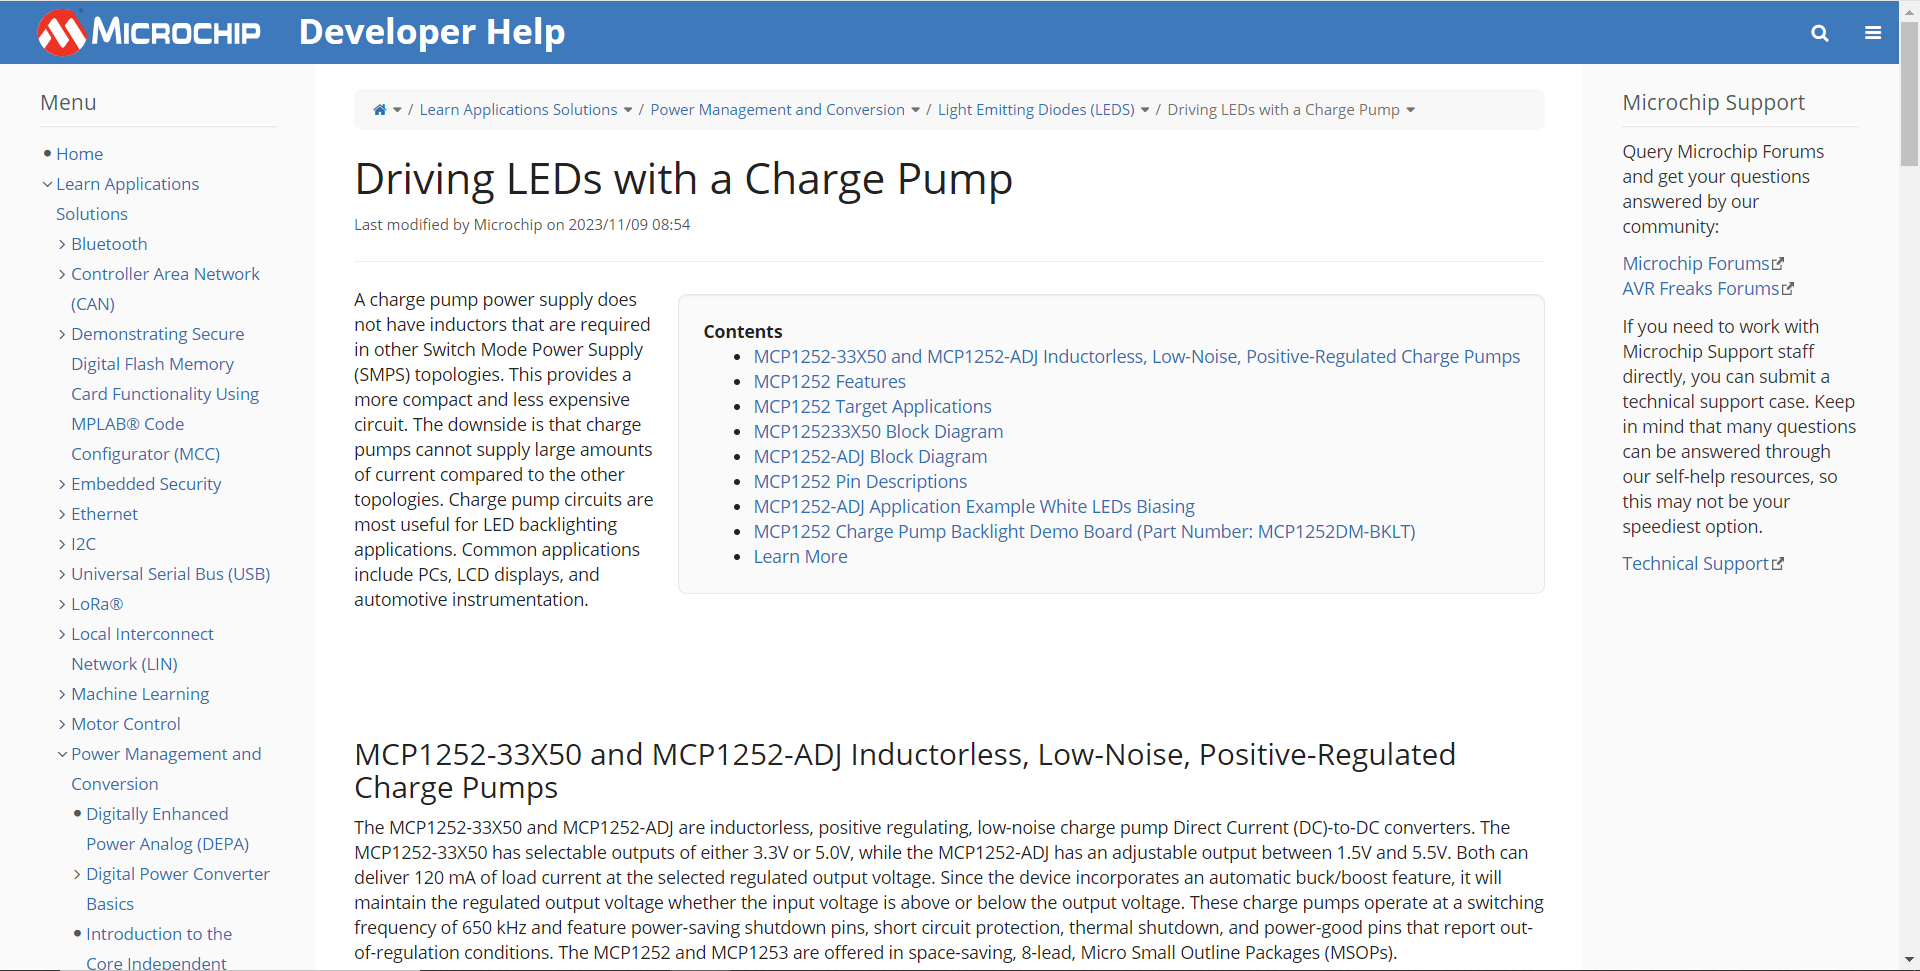 MICROCHIP Developer Help
Menu
Home
Learn Applications
Solutions
Bluetooth
Controller Area Network
(CAN)
Demonstrating Secure
Digital Flash Memory
Card Functionality Using
MPLAB® Code
Configurator (MCC)
Embedded Security
Ethernet
I2C
Universal Serial Bus (USB)
LoRa®
Local Interconnect
Network (LIN)
Machine Learning
Motor Control
Power Management and
Conversion
Digitally Enhanced
Power Analog (DEPA)
Digital Power Converter
Basics
Introduction to the
Core Independent
/ Learn Applications Solutions / Power Management and Conversion / Light Emitting Diodes (LEDS) / Driving LEDs with a Charge Pump
Driving LEDs with a Charge Pump
Last modified by Microchip on 2023/11/09 08:54
A charge pump power supply does
not have inductors that are required
in other Switch Mode Power Supply
(SMPS) topologies. This provides a
more compact and less expensive
circuit. The downside is that charge
pumps cannot supply large amounts
of current compared to the other
topologies. Charge pump circuits are
most useful for LED backlighting
applications. Common applications
include PCs, LCD displays, and
automotive instrumentation.
Contents
MCP1252-33X50 and MCP1252-ADJ Inductorless, Low-Noise, Positive-Regulated Charge Pumps
MCP1252 Features
MCP1252 Target Applications
MCP125233X50 Block Diagram
MCP1252-ADJ Block Diagram
MCP1252 Pin Descriptions
MCP1252-ADJ Application Example White LEDs Biasing
MCP1252 Charge Pump Backlight Demo Board (Part Number: MCP1252DM-BKLT)
Learn More
MCP1252-33X50 and MCP1252-ADJ Inductorless, Low-Noise, Positive-Regulated
Charge Pumps
The MCP1252-33X50 and MCP1252-ADJ are inductorless, positive regulating, low-noise charge pump Direct Current (DC)-to-DC converters. The
MCP1252-33X50 has selectable outputs of either 3.3V or 5.0V, while the MCP1252-ADJ has an adjustable output between 1.5V and 5.5V. Both can
deliver 120 mA of load current at the selected regulated output voltage. Since the device incorporates an automatic buck/boost feature, it will
maintain the regulated output voltage whether the input voltage is above or below the output voltage. These charge pumps operate at a switching
frequency of 650 kHz and feature power-saving shutdown pins, short circuit protection, thermal shutdown, and power-good pins that report out-
of-regulation conditions. The MCP1252 and MCP1253 are offered in space-saving, 8-lead, Micro Small Outline Packages (MSOPs).
Microchip Support
Query Microchip Forums
and get your questions
answered by our
community:
Microchip Forums
AVR Freaks Forums
If you need to work with
Microchip Support staff
directly, you can submit a
technical support case. Keep
in mind that many questions
can be answered through
our self-help resources, so
this may not be your
speediest option.
Technical Support